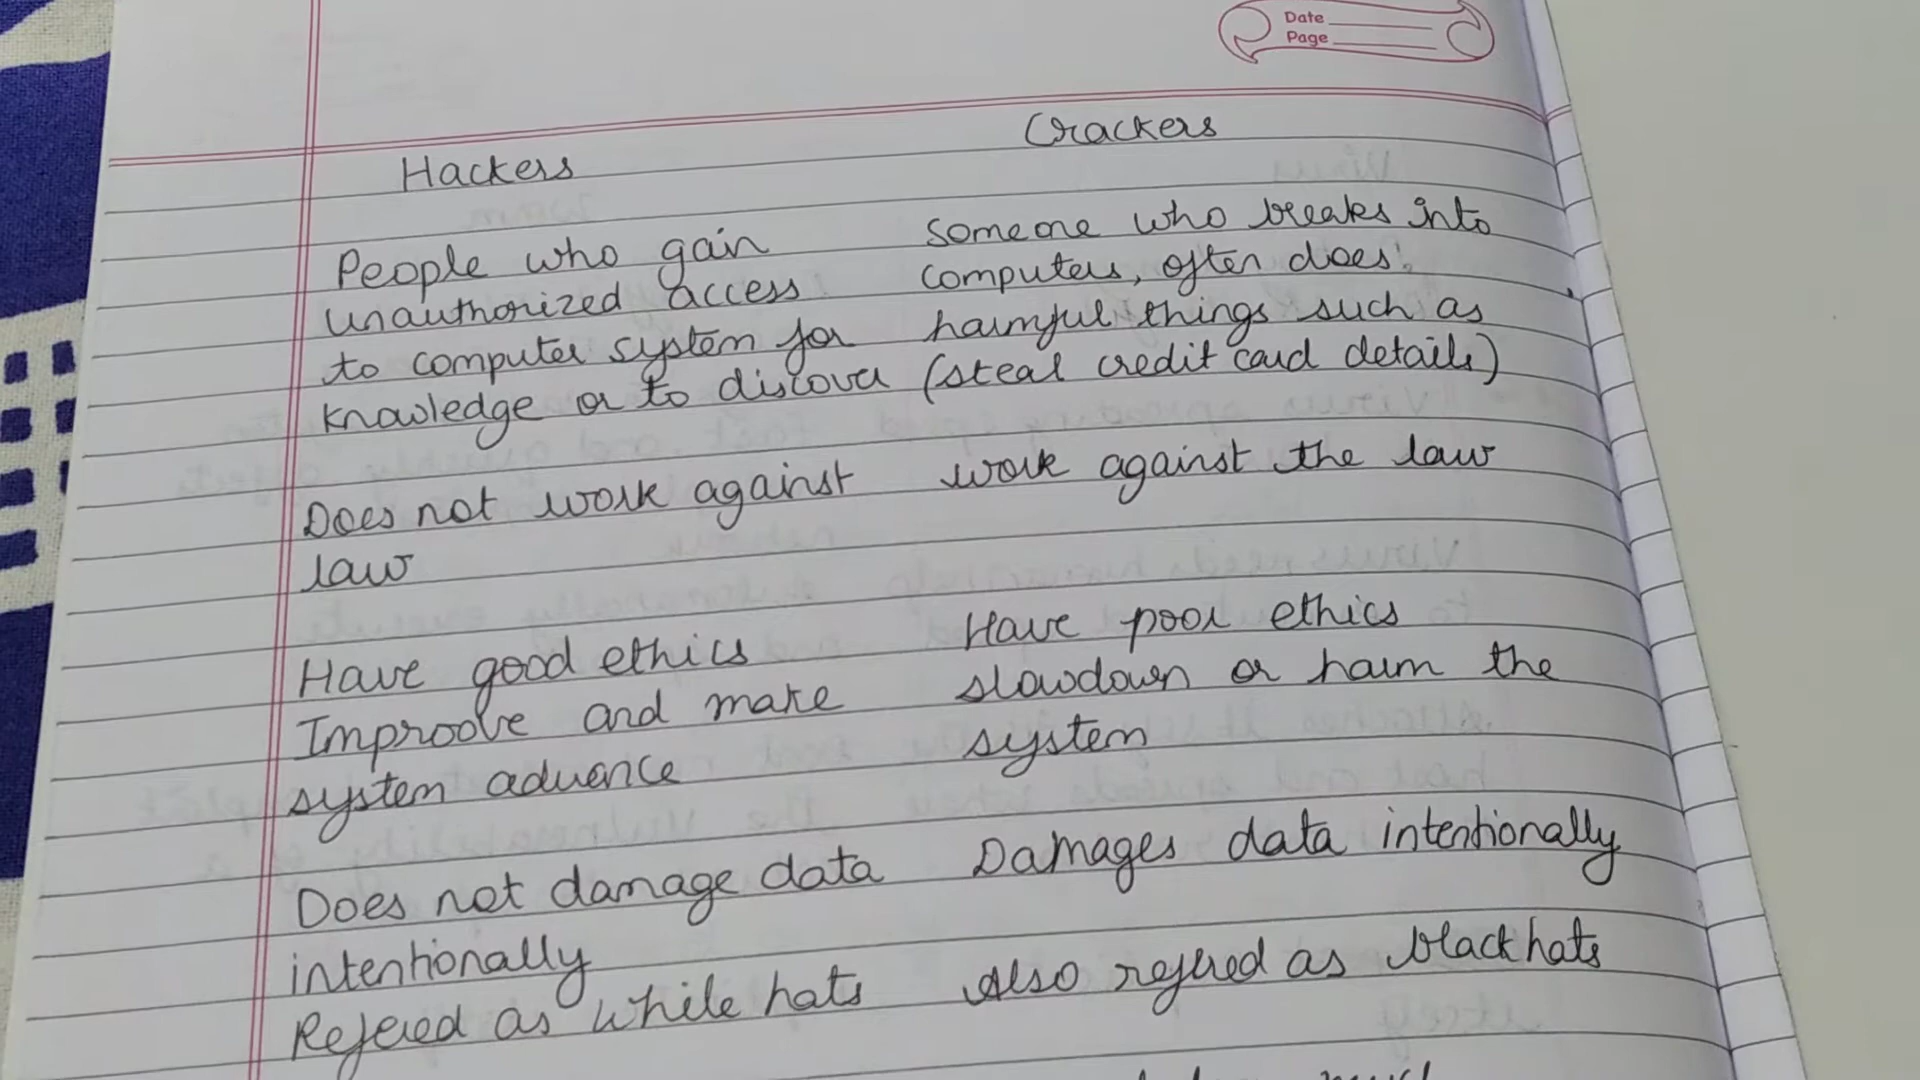 Date
Page
Hackers
Crackers
People who gain
unauthorized access
to computer system for
knowledge or to discover
someone who breaks into
computers, often does
harmful things such as
(steal credit card details)
Does not work against
law
work against the law
Have good ethics
Improove and make
system advance
Have poor ethics
slowdown or harm the
system
Does not damage data
intentionally
Damages data intentionally
Refered as while hats
Also refered as blackhats